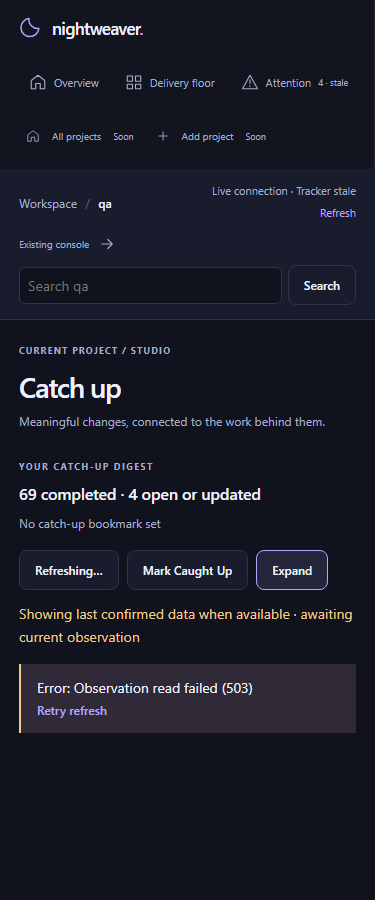 nightweaver.
Overview
Delivery floor
Attention 4 · stale
All projects Soon
Add project Soon
Workspace / qa
Live connection · Tracker stale
Refresh
Existing console
Search qa
Search
CURRENT PROJECT / STUDIO
Catch up
Meaningful changes, connected to the work behind them.
YOUR CATCH-UP DIGEST
69 completed · 4 open or updated
No catch-up bookmark set
Refreshing...
Mark Caught Up
Expand
Showing last confirmed data when available · awaiting
current observation
Error: Observation read failed (503)
Retry refresh